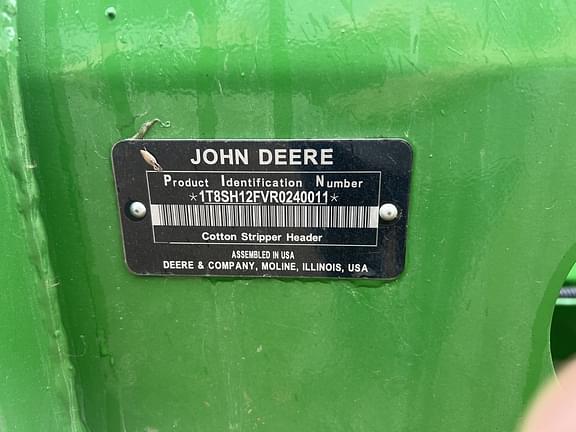 JOHN DEERE
Product Identification Number
*1T8SH12FVR0240011*
Cotton Stripper Header
ASSEMBLED IN USA
DEERE & COMPANY, MOLINE, ILLINOIS, USA